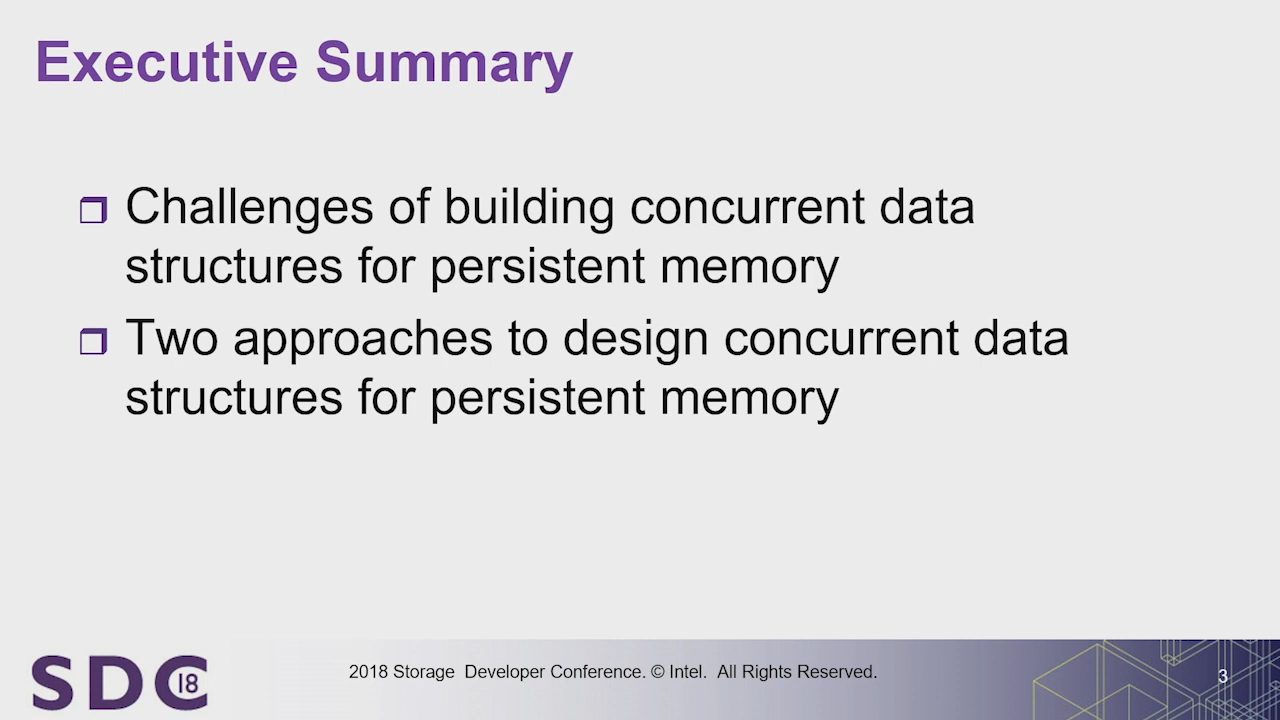 Executive Summary
Challenges of building concurrent data
structures for persistent memory
Two approaches to design concurrent data
structures for persistent memory
SDC 18
2018 Storage Developer Conference. © Intel. All Rights Reserved.
3